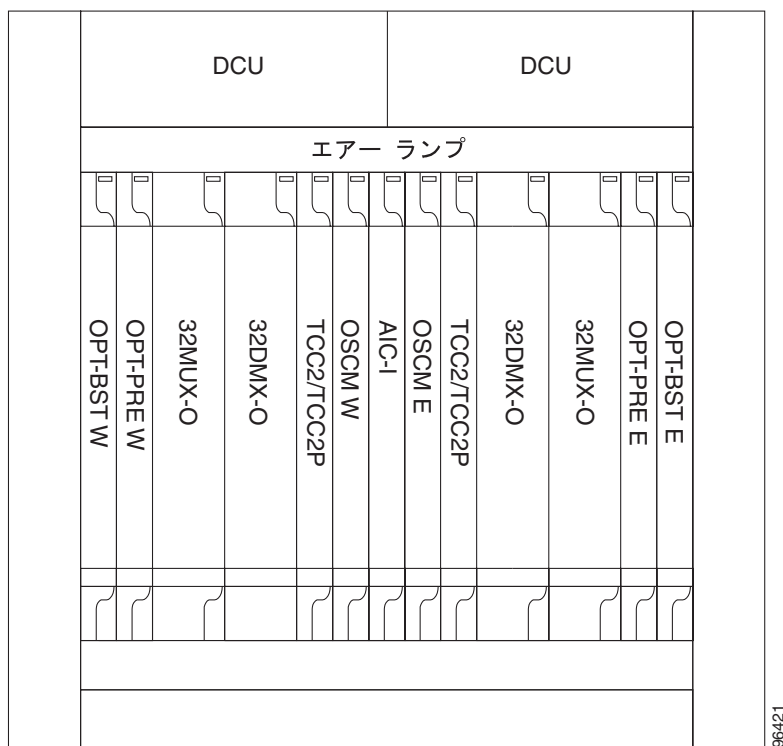 DCU
DCU
エアー ランプ
OPT-BST W
OPT-PRE W
32MUX-O
32DMX-O
TCC2/TCC2P
OSCM W
AIC-I
OSCM E
TCC2/TCC2P
32DMX-O
32MUX-O
OPT-PRE E
OPT-BST E
96421